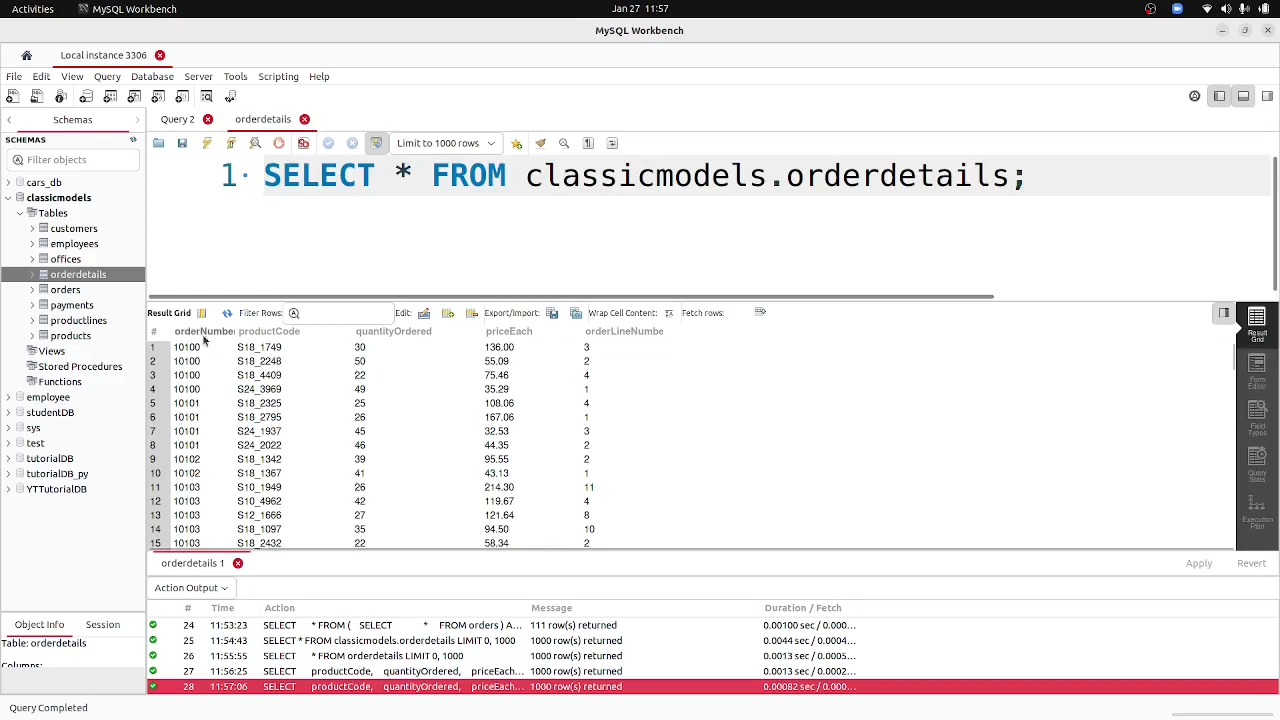 Activities MySQL Workbench Jan 27 11:57
MySQL Workbench
Local instance 3306
File Edit View Query Database Server Tools Scripting Help
Schemas
SCHEMAS
Filter objects
cars_db
classicmodels
Tables
customers
employees
offices
orderdetails
orders
payments
productlines
products
Views
Stored Procedures
Functions
employee
studentDB
sys
test
tutorialDB
tutorialDB_py
YTTutorialDB
Object Info Session
Table: orderdetails
Columns:
Query 2 orderdetails
Limit to 1000 rows
1 SELECT * FROM classicmodels.orderdetails;
Result Grid Filter Rows: Edit: Export/Import: Wrap Cell Content: Fetch rows:
# orderNumber productCode quantityOrdered priceEach orderLineNumbe
1 10100 S18_1749 30 136.00 3
2 10100 S18_2248 50 55.09 2
3 10100 S18_4409 22 75.46 4
4 10100 S24_3969 49 35.29 1
5 10101 S18_2325 25 108.06 4
6 10101 S18_2795 26 167.06 1
7 10101 S24_1937 45 32.53 3
8 10101 S24_2022 46 44.35 2
9 10102 S18_1342 39 95.55 2
10 10102 S18_1367 41 43.13 1
11 10103 S10_1949 26 214.30 11
12 10103 S10_4962 42 119.67 4
13 10103 S12_1666 27 121.64 8
14 10103 S18_1097 35 94.50 10
15 10103 S18_2432 22 58.34 2
Result Grid
Form Editor
Field Types
Query Stats
Execution Plan
orderdetails 1 Apply Revert
Action Output
# Time Action Message Duration / Fetch
24 11:53:23 SELECT * FROM ( SELECT * FROM orders ) A... 111 row(s) returned 0.00100 sec / 0.000...
25 11:54:43 SELECT * FROM classicmodels.orderdetails LIMIT 0, 1000 1000 row(s) returned 0.0044 sec / 0.0004...
26 11:55:55 SELECT * FROM orderdetails LIMIT 0, 1000 1000 row(s) returned 0.0013 sec / 0.0005...
27 11:56:25 SELECT productCode, quantityOrdered, priceEach... 1000 row(s) returned 0.0013 sec / 0.0002...
28 11:57:06 SELECT productCode, quantityOrdered, priceEach... 1000 row(s) returned 0.00082 sec / 0.000...
Query Completed